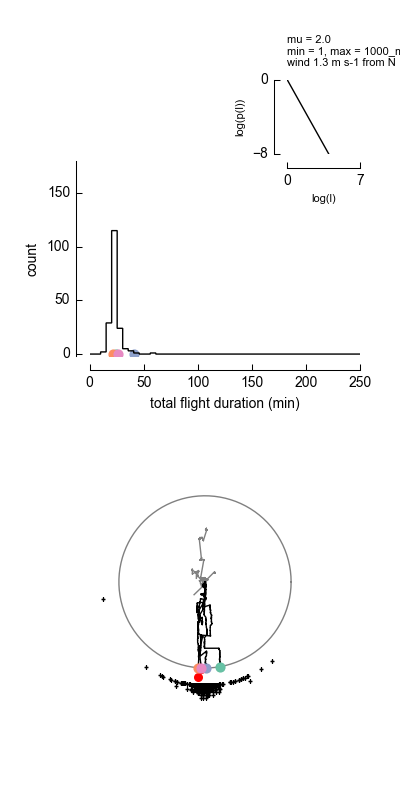 mu = 2.0
min = 1, max = 1000_m
wind 1.3 m s-1 from N
0
log(p(l))
−8
0 7
log(l)
150
100
50
0
count
0 50 100 150 200 250
total flight duration (min)